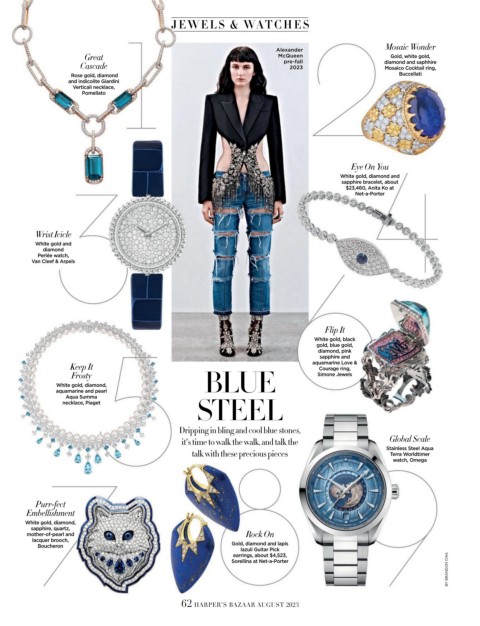 JEWELS & WATCHES
1
Great
Cascade
Rose gold, diamond
and indicolite Giardini
Verticali necklace,
Pomellato
Alexander
McQueen
pre-fall
2023
2
Mosaic Wonder
Gold, white gold,
diamond and sapphire
Mosaico Cocktail ring,
Buccellati
3
Wrist Icicle
White gold and
diamond
Perlée watch,
Van Cleef & Arpels
4
Eye On You
White gold, diamond and
sapphire bracelet, about
$23,460, Anita Ko at
Net-a-Porter
5
Keep It
Frosty
White gold, diamond,
aquamarine and pearl
Aqua Summa
necklace, Piaget
6
Flip It
White gold, black
gold, blue gold,
diamond, pink
sapphire and
aquamarine Love &
Courage ring,
Simone Jewels
BLUE
STEEL
Dripping in bling and cool blue stones,
it's time to walk the walk, and talk the
talk with these precious pieces
7
Purr-fect
Embellishment
White gold, diamond,
sapphire, quartz,
mother-of-pearl and
lacquer brooch,
Boucheron
8
Rock On
Gold, diamond and lapis
lazuli Guitar Pick
earrings, about $4,523,
Sorellina at Net-a-Porter
9
Global Scale
Stainless Steel Aqua
Terra Worldtimer
watch, Omega
62 HARPER'S BAZAAR AUGUST 2023